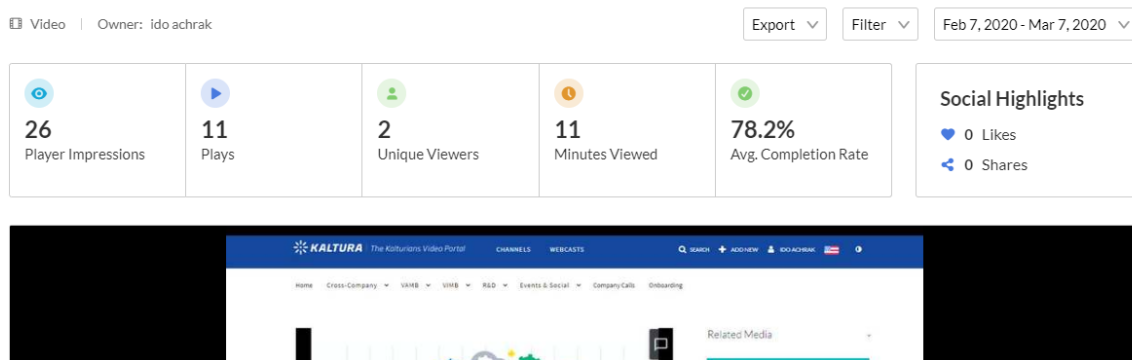 Video | Owner: ido achrak
Export
Filter
Feb 7, 2020 - Mar 7, 2020
26
Player Impressions
11
Plays
2
Unique Viewers
11
Minutes Viewed
78.2%
Avg. Completion Rate
Social Highlights
0 Likes
0 Shares
KALTURA The Kalturians Video Portal
CHANNELS
WEBCASTS
SEARCH
ADD NEW
IDO ACHRAK
Home Cross-Company VAMB VIMB R&D Events & Social Company Calls Onboarding
Related Media